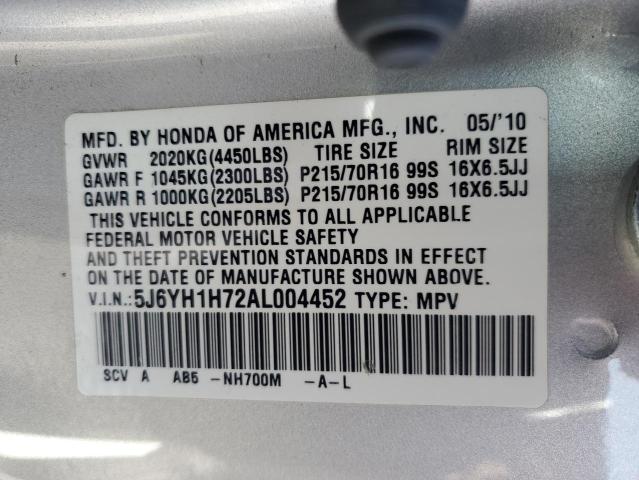 MFD. BY HONDA OF AMERICA MFG., INC. 05/'10
GVWR 2020KG(4450LBS) TIRE SIZE RIM SIZE
GAWR F 1045KG(2300LBS) P215/70R16 99S 16X6.5JJ
GAWR R 1000KG(2205LBS) P215/70R16 99S 16X6.5JJ
THIS VEHICLE CONFORMS TO ALL APPLICABLE
FEDERAL MOTOR VEHICLE SAFETY
AND THEFT PREVENTION STANDARDS IN EFFECT
ON THE DATE OF MANUFACTURE SHOWN ABOVE.
V.I.N.:5J6YH1H72AL004452 TYPE: MPV
SCV A AB5 -NH700M -A-L